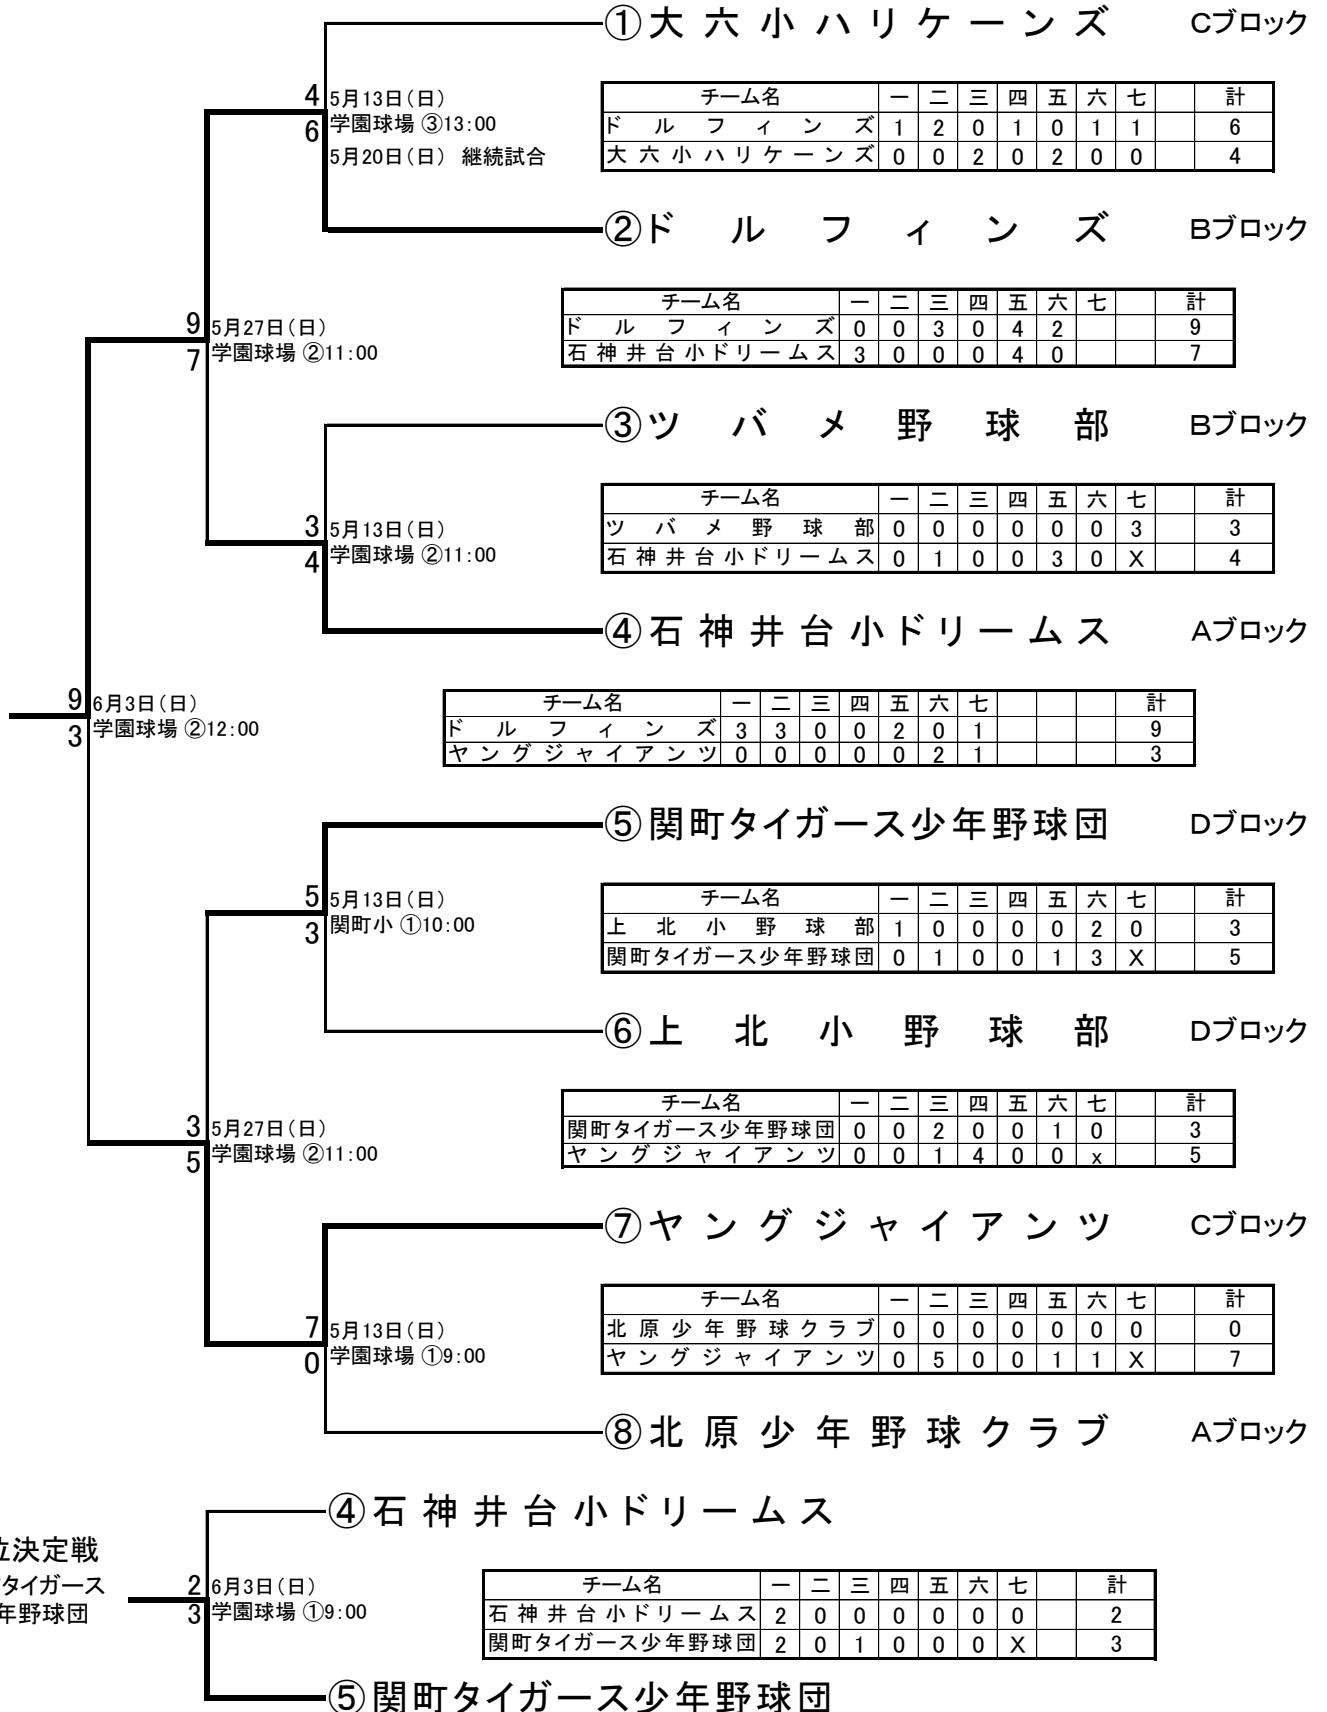 ①大六小ハリケーンズ Cブロック
4 5月13日(日)
6 学園球場 ③13:00
5月20日(日) 継続試合
チーム名 一 二 三 四 五 六 七 計
ドルフィンズ 1 2 0 1 0 1 1 6
大六小ハリケーンズ 0 0 2 0 2 0 0 4
②ドルフィンズ Bブロック
9 5月27日(日)
7 学園球場 ②11:00
チーム名 一 二 三 四 五 六 七 計
ドルフィンズ 0 0 3 0 4 2 9
石神井台小ドリームス 3 0 0 0 4 0 7
③ツバメ野球部 Bブロック
3 5月13日(日)
4 学園球場 ②11:00
チーム名 一 二 三 四 五 六 七 計
ツバメ野球部 0 0 0 0 0 0 3 3
石神井台小ドリームス 0 1 0 0 3 0 X 4
④石神井台小ドリームス Aブロック
9 6月3日(日)
3 学園球場 ②12:00
チーム名 一 二 三 四 五 六 七 計
ドルフィンズ 3 3 0 0 2 0 1 9
ヤングジャイアンツ 0 0 0 0 0 2 1 3
⑤関町タイガース少年野球団 Dブロック
5 5月13日(日)
3 関町小 ①10:00
チーム名 一 二 三 四 五 六 七 計
上北小野球部 1 0 0 0 0 2 0 3
関町タイガース少年野球団 0 1 0 0 1 3 X 5
⑥上北小野球部 Dブロック
3 5月27日(日)
5 学園球場 ②11:00
チーム名 一 二 三 四 五 六 七 計
関町タイガース少年野球団 0 0 2 0 0 1 0 3
ヤングジャイアンツ 0 0 1 4 0 0 x 5
⑦ヤングジャイアンツ Cブロック
7 5月13日(日)
0 学園球場 ①9:00
チーム名 一 二 三 四 五 六 七 計
北原少年野球クラブ 0 0 0 0 0 0 0 0
ヤングジャイアンツ 0 5 0 0 1 1 X 7
⑧北原少年野球クラブ Aブロック
④石神井台小ドリームス
位決定戦
タイガース
年野球団
2 6月3日(日)
3 学園球場 ①9:00
チーム名 一 二 三 四 五 六 七 計
石神井台小ドリームス 2 0 0 0 0 0 0 2
関町タイガース少年野球団 2 0 1 0 0 0 X 3
⑤関町タイガース少年野球団